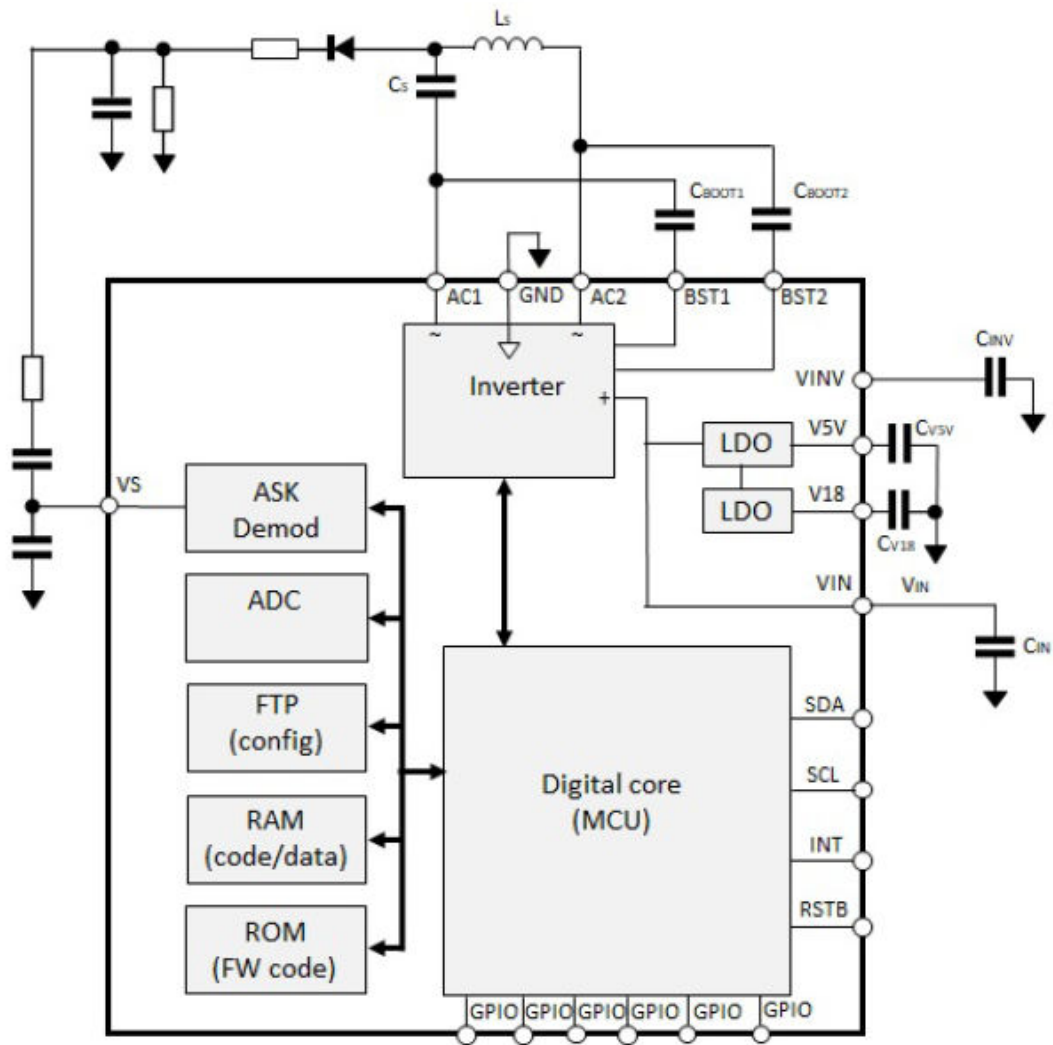 LS
CS
CBOOT1
CBOOT2
AC1
GND
AC2
BST1
BST2
~
~
Inverter
+
CINV
VINV
LDO
V5V
CV5V
LDO
V18
CV18
VS
ASK
Demod
ADC
VIN
VIN
CIN
FTP
(config)
RAM
(code/data)
ROM
(FW code)
Digital core
(MCU)
SDA
SCL
INT
RSTB
GPIO
GPIO
GPIO
GPIO
GPIO
GPIO